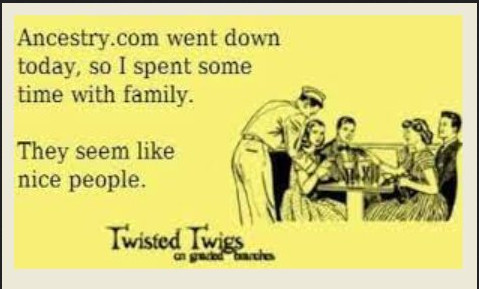 Ancestry.com went down
today, so I spent some
time with family.
They seem like
nice people.
Twisted Twigs
on gnarled branches